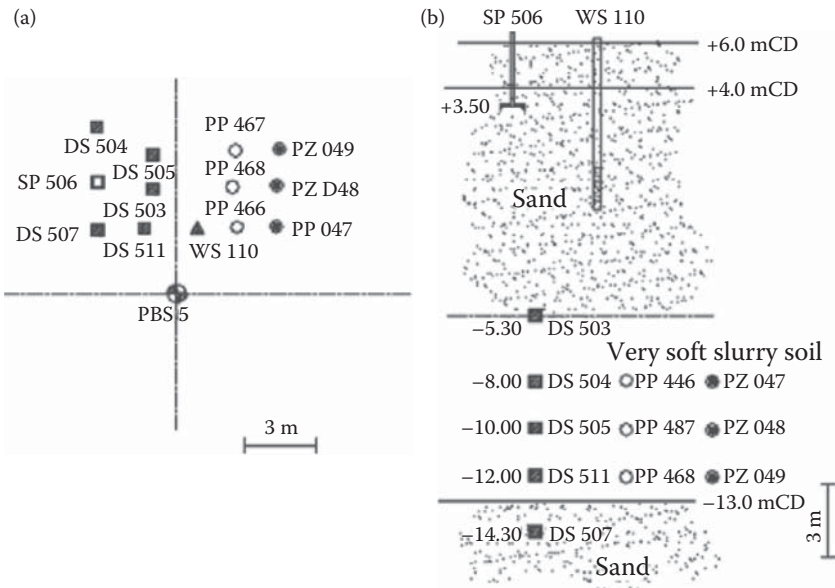 (a)
PP 467
DS 504
PZ 049
DS 505
PP 468
SP 506
PZ D48
DS 503
PP 466
DS 507
PP 047
DS 511
WS 110
PBS 5
3 m
(b)
SP 506
WS 110
+6.0 mCD
+4.0 mCD
+3.50
Sand
−5.30
DS 503
Very soft slurry soil
−8.00 DS 504 PP 446 PZ 047
−10.00 DS 505 PP 487 PZ 048
−12.00 DS 511 PP 468 PZ 049
−13.0 mCD
3 m
−14.30 DS 507
Sand